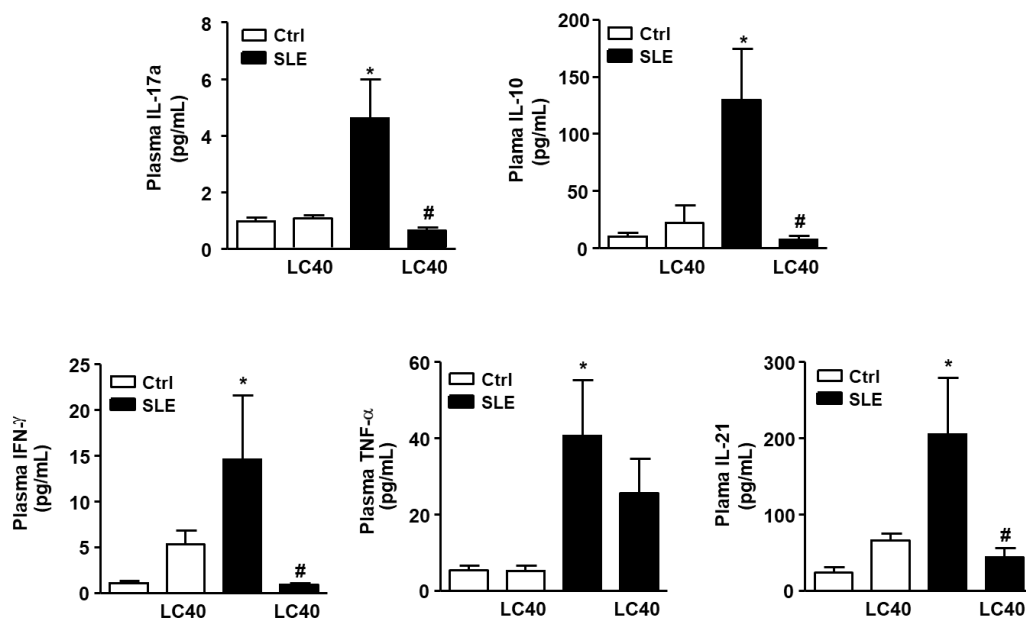 Plasma IL-17a
(pg/mL)
8
6
4
2
0
Ctrl
SLE
*
#
LC40
LC40
Plama IL-10
(pg/mL)
200
150
100
50
0
Ctrl
SLE
*
#
LC40
LC40
Plasma IFN-γ
(pg/mL)
25
20
15
10
5
0
Ctrl
SLE
*
#
LC40
LC40
Plasma TNF-α
(pg/mL)
60
40
20
0
Ctrl
SLE
*
LC40
LC40
Plama IL-21
(pg/mL)
300
200
100
0
Ctrl
SLE
*
#
LC40
LC40